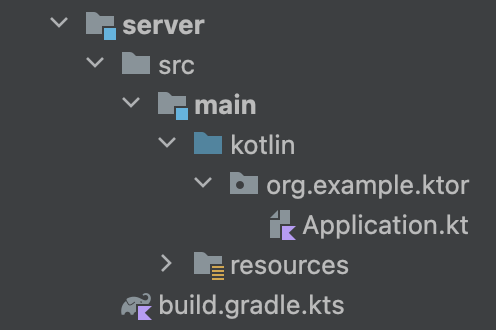 server
src
main
kotlin
org.example.ktor
Application.kt
resources
build.gradle.kts